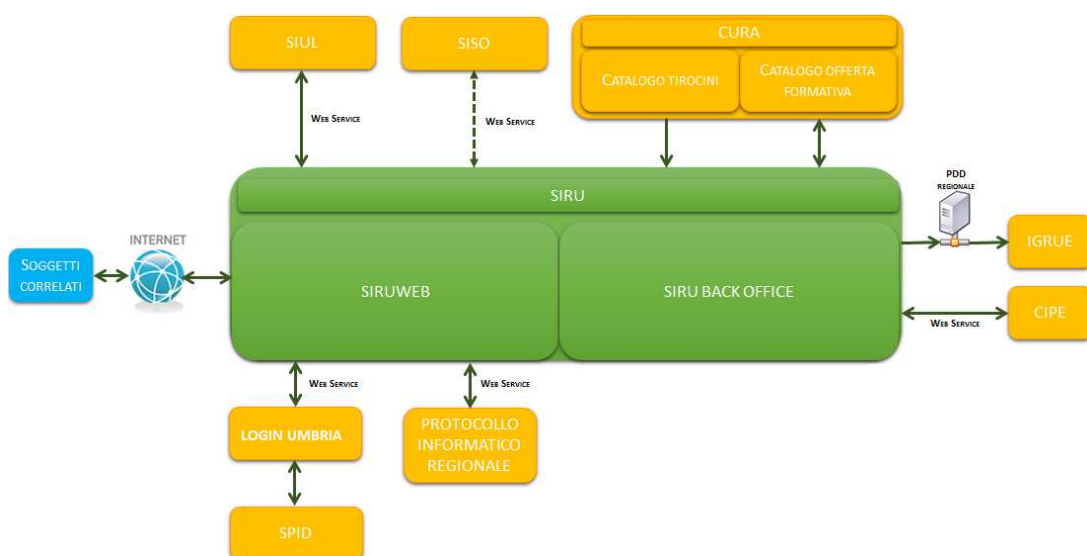 SIUL
SISO
CURA
CATALOGO TIROCINI
CATALOGO OFFERTA
FORMATIVA
WEB SERVICE
WEB SERVICE
SIRU
PDD
REGIONALE
INTERNET
SOGGETTI
CORRELATI
SIRUWEB
SIRU BACK OFFICE
IGRUE
CIPE
WEB SERVICE
WEB SERVICE
WEB SERVICE
LOGIN UMBRIA
PROTOCOLLO
INFORMATICO
REGIONALE
SPID